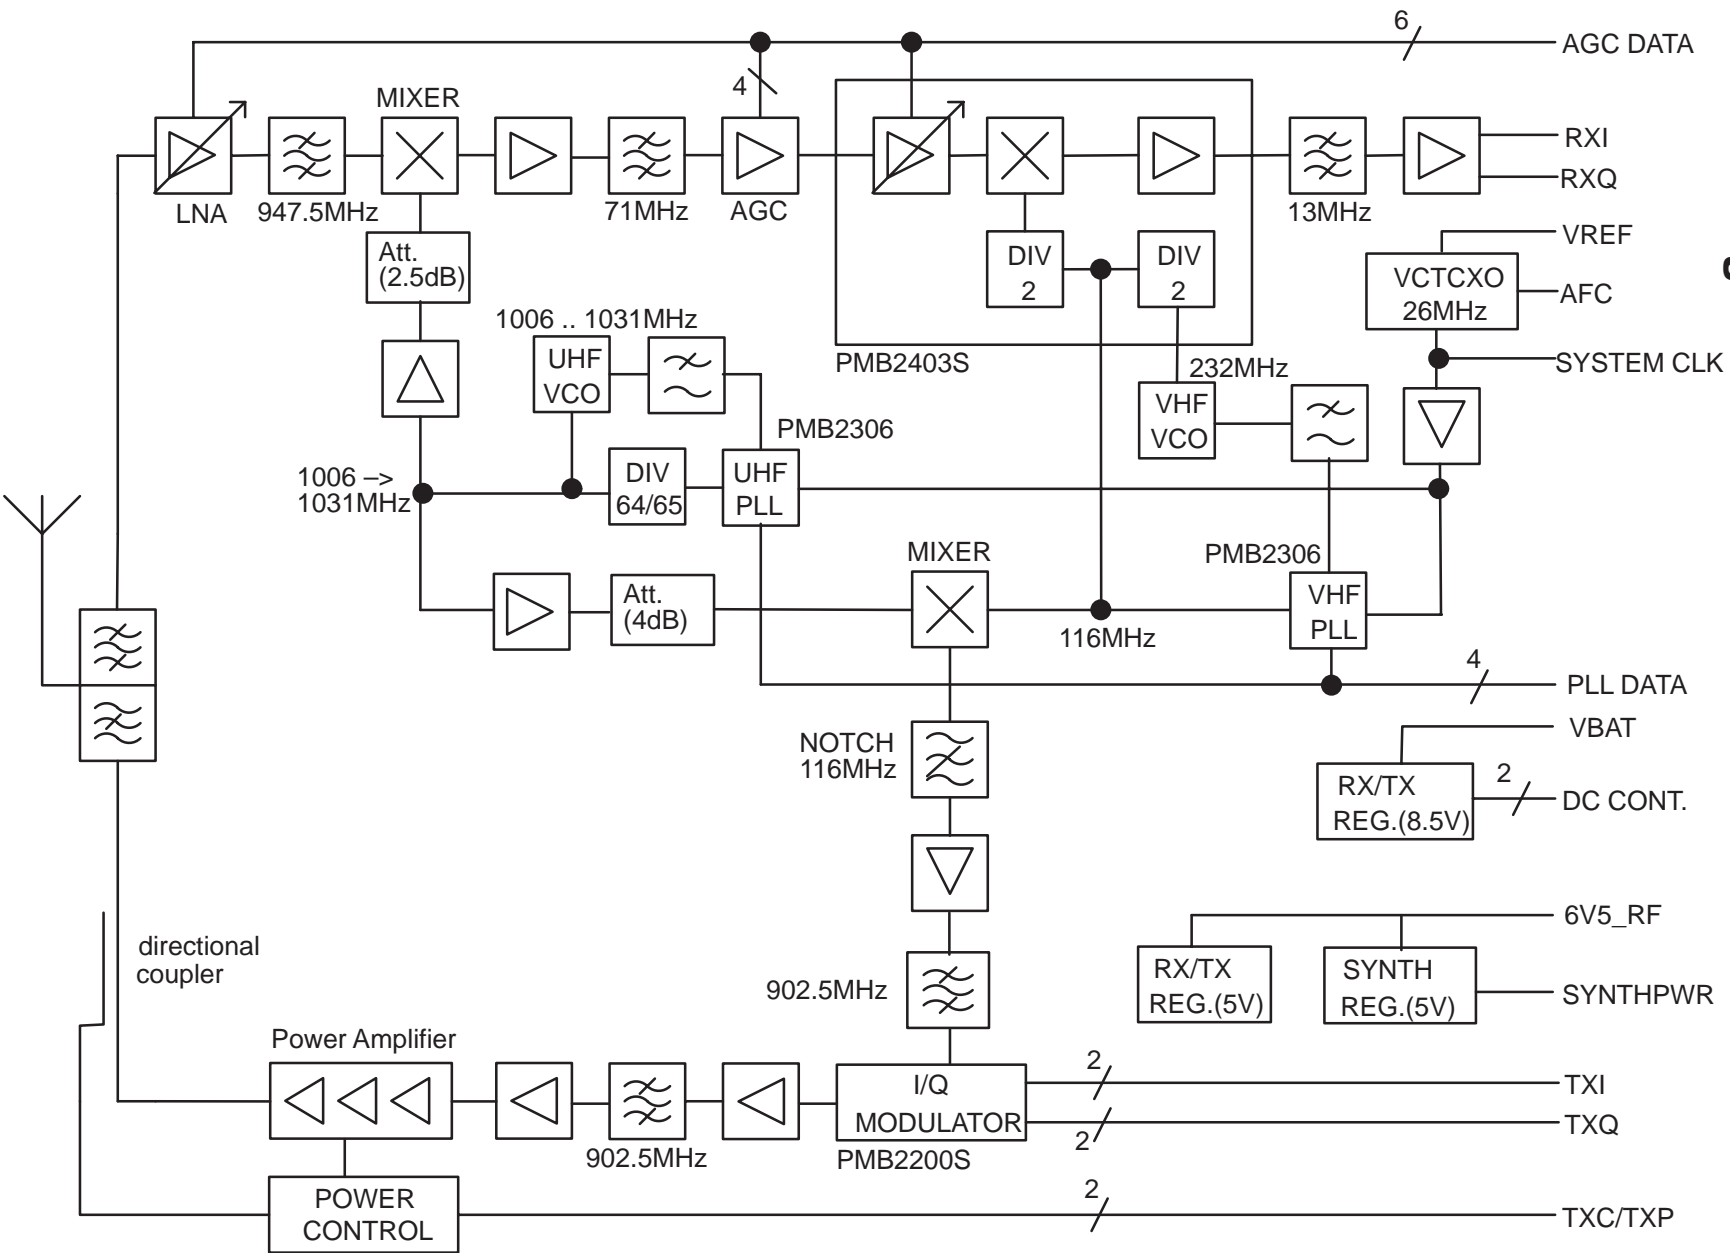 6
AGC DATA
4
MIXER
LNA
947.5MHz
71MHz
AGC
13MHz
RXI
RXQ
Att.
(2.5dB)
DIV
2
DIV
2
VREF
VCTCXO
26MHz
AFC
1006 .. 1031MHz
UHF
VCO
PMB2403S
232MHz
SYSTEM CLK
VHF
VCO
PMB2306
1006 –>
1031MHz
DIV
64/65
UHF
PLL
MIXER
PMB2306
Att.
(4dB)
116MHz
VHF
PLL
4
PLL DATA
NOTCH
116MHz
VBAT
RX/TX
REG.(8.5V)
2
DC CONT.
directional
coupler
902.5MHz
6V5_RF
RX/TX
REG.(5V)
SYNTH
REG.(5V)
SYNTHPWR
Power Amplifier
902.5MHz
I/Q
MODULATOR
PMB2200S
2
TXI
2
TXQ
POWER
CONTROL
2
TXC/TXP